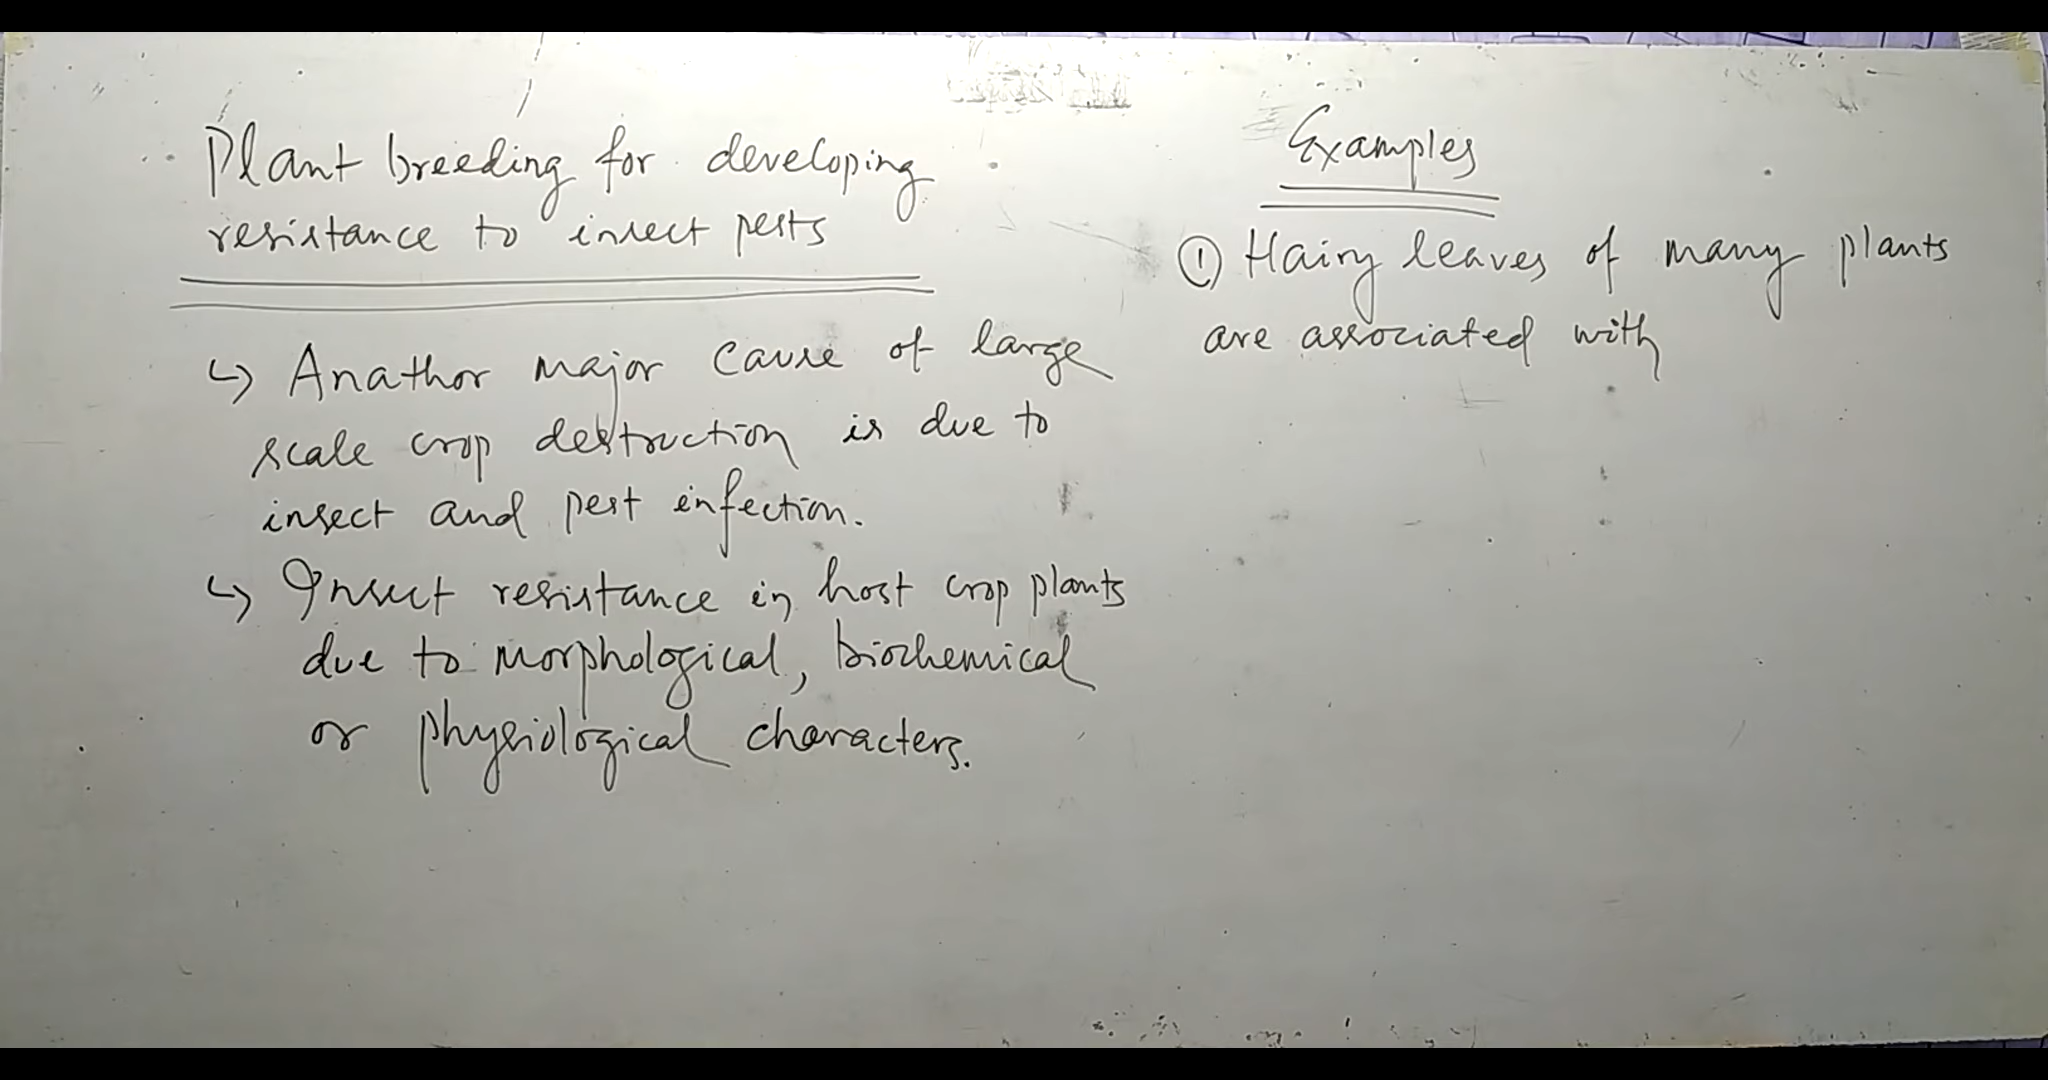 Plant breeding for developing
resistance to insect pests
↳ Anathor major cause of large
scale crop destruction is due to
insect and pest infection.
↳ Insect resistance in host crop plants
due to morphological, biochemical
or physiological characters.
Examples
① Hairy leaves of many plants
are associated with